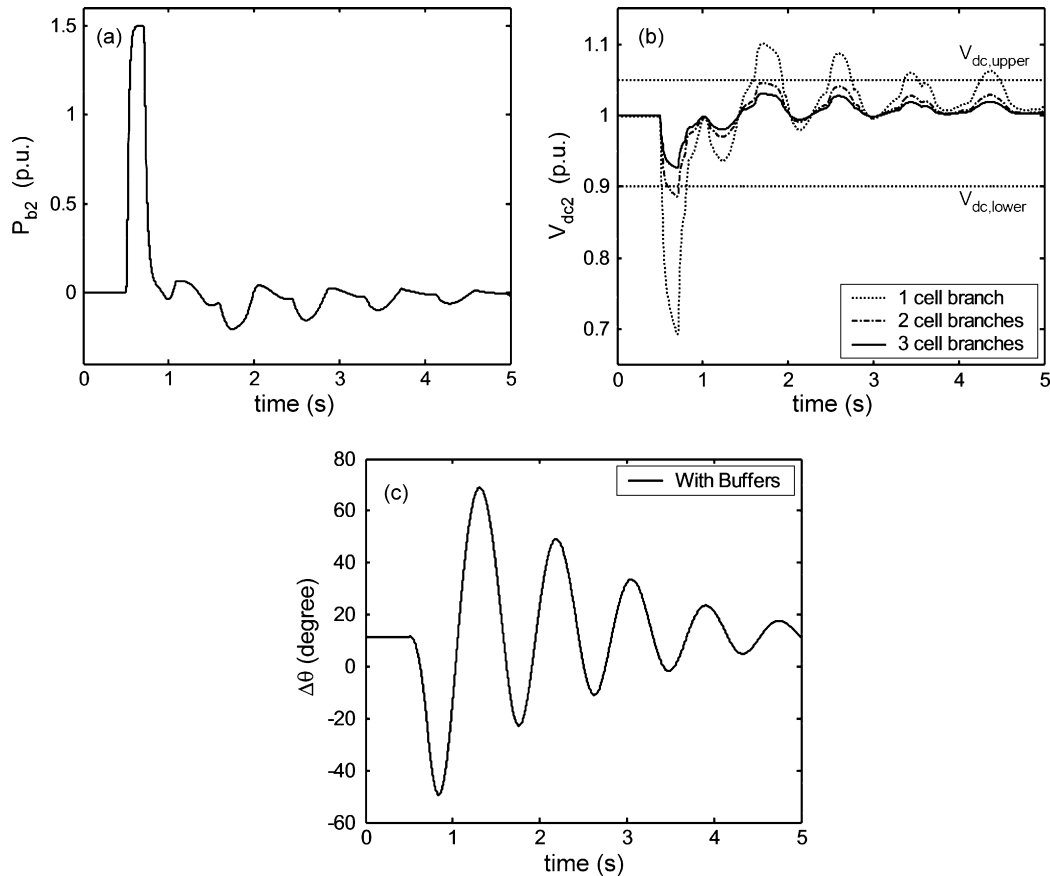 (a)
P_b2 (p.u.)
1.5
1
0.5
0
0 1 2 3 4 5
time (s)
(b)
V_dc2 (p.u.)
1.1
1
0.9
0.8
0.7
V_dc,upper
V_dc,lower
1 cell branch
2 cell branches
3 cell branches
0 1 2 3 4 5
time (s)
(c)
With Buffers
Δθ (degree)
80
60
40
20
0
-20
-40
-60
0 1 2 3 4 5
time (s)